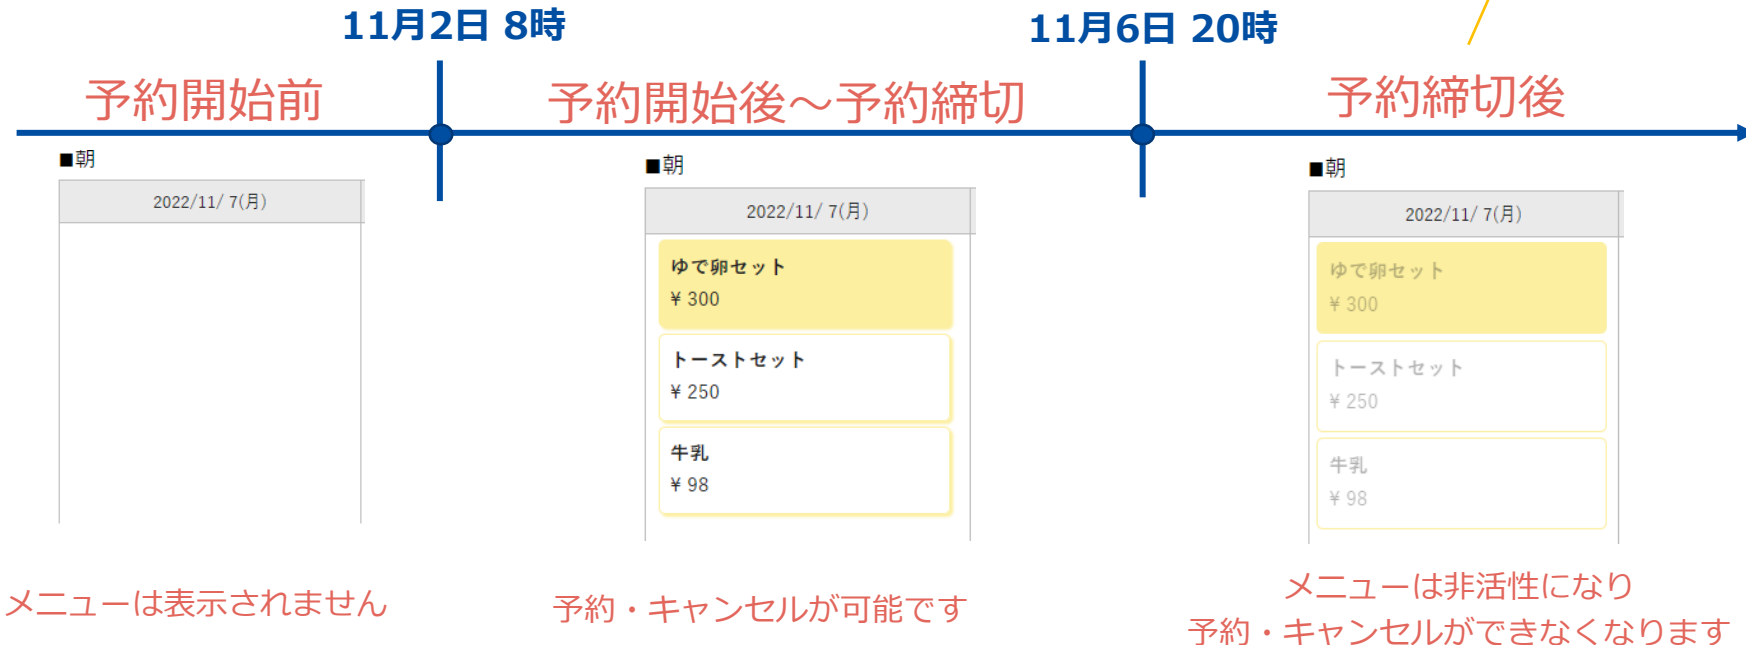 11月2日 8時
11月6日 20時
予約開始前
予約開始後～予約締切
予約締切後
■朝
2022/11/ 7(月)
メニューは表示されません
■朝
2022/11/ 7(月)
ゆで卵セット
¥ 300
トーストセット
¥ 250
牛乳
¥ 98
予約・キャンセルが可能です
■朝
2022/11/ 7(月)
ゆで卵セット
¥ 300
トーストセット
¥ 250
牛乳
¥ 98
メニューは非活性になり
予約・キャンセルができなくなります